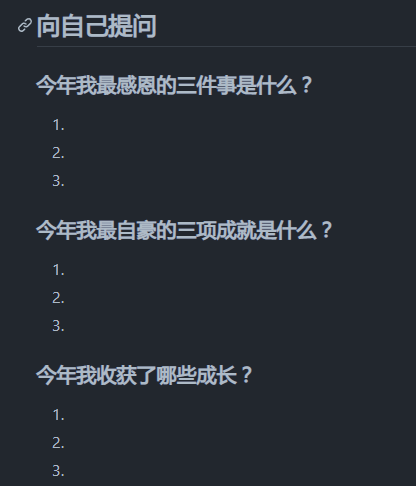 向自己提问
今年我最感恩的三件事是什么？
1.
2.
3.
今年我最自豪的三项成就是什么？
1.
2.
3.
今年我收获了哪些成长？
1.
2.
3.